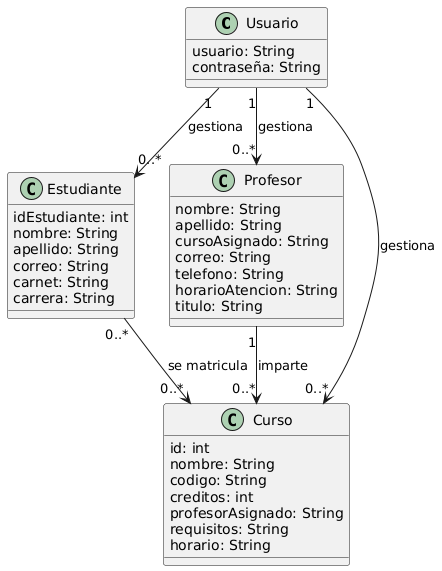 C Usuario
usuario: String
contraseña: String
1 1 1
gestiona gestiona
0..* 0..*
C Estudiante
idEstudiante: int
nombre: String
apellido: String
correo: String
carnet: String
carrera: String
C Profesor
nombre: String
apellido: String
cursoAsignado: String
correo: String
telefono: String
horarioAtencion: String
titulo: String
gestiona
0..* 1
se matricula imparte
0..* 0..* 0..*
C Curso
id: int
nombre: String
codigo: String
creditos: int
profesorAsignado: String
requisitos: String
horario: String